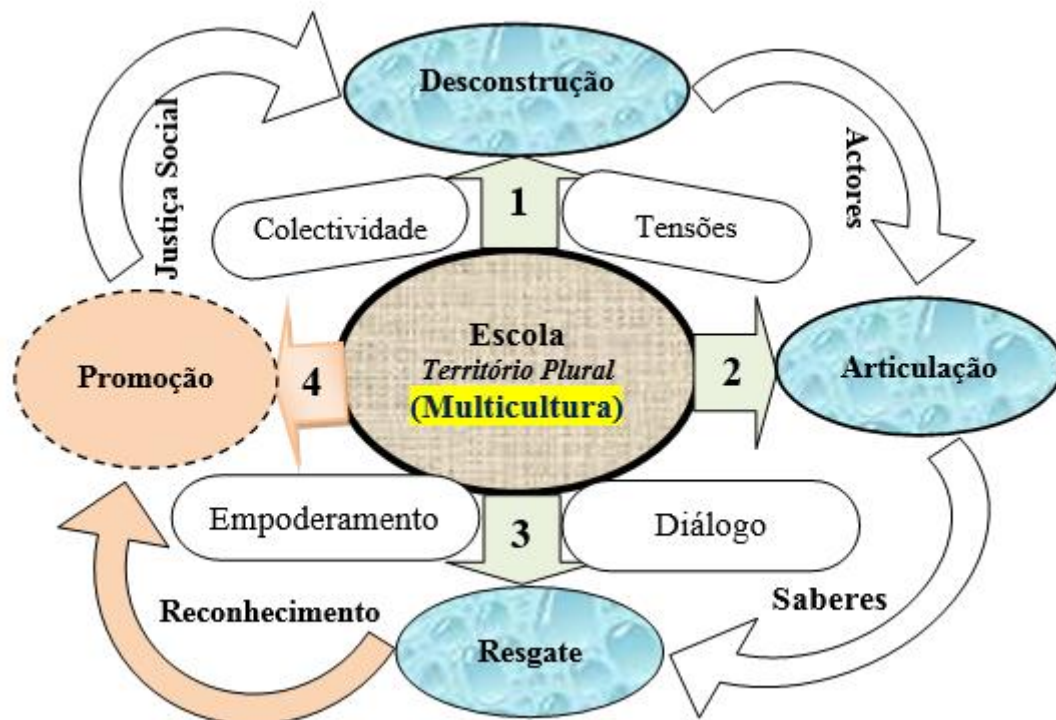 Desconstrução
Justiça Social
Actores
1
Colectividade
Tensões
Escola
Território Plural
(Multicultura)
Promoção
4
2
Articulação
Empoderamento
3
Diálogo
Reconhecimento
Saberes
Resgate